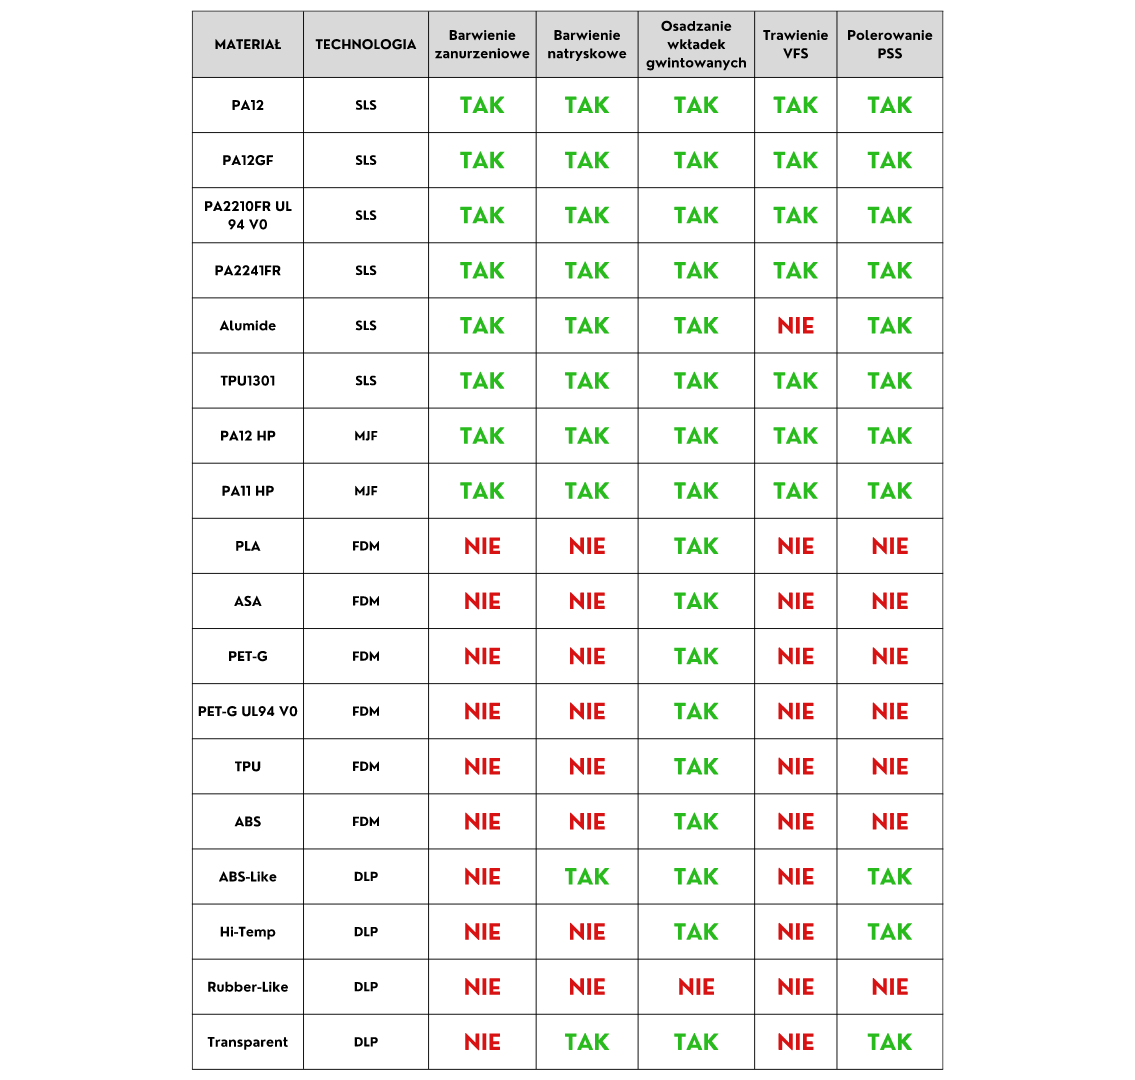 MATERIAŁ TECHNOLOGIA Barwienie zanurzeniowe Barwienie natryskowe Osadzanie wkładek gwintowanych Trawienie VFS Polerowanie PSS
PA12 SLS TAK TAK TAK TAK TAK
PA12GF SLS TAK TAK TAK TAK TAK
PA2210FR UL 94 V0 SLS TAK TAK TAK TAK TAK
PA2241FR SLS TAK TAK TAK TAK TAK
Alumide SLS TAK TAK TAK NIE TAK
TPU1301 SLS TAK TAK TAK TAK TAK
PA12 HP MJF TAK TAK TAK TAK TAK
PA11 HP MJF TAK TAK TAK TAK TAK
PLA FDM NIE NIE TAK NIE NIE
ASA FDM NIE NIE TAK NIE NIE
PET-G FDM NIE NIE TAK NIE NIE
PET-G UL94 V0 FDM NIE NIE TAK NIE NIE
TPU FDM NIE NIE TAK NIE NIE
ABS FDM NIE NIE TAK NIE NIE
ABS-Like DLP NIE TAK TAK NIE TAK
Hi-Temp DLP NIE NIE TAK NIE TAK
Rubber-Like DLP NIE NIE NIE NIE NIE
Transparent DLP NIE TAK TAK NIE TAK